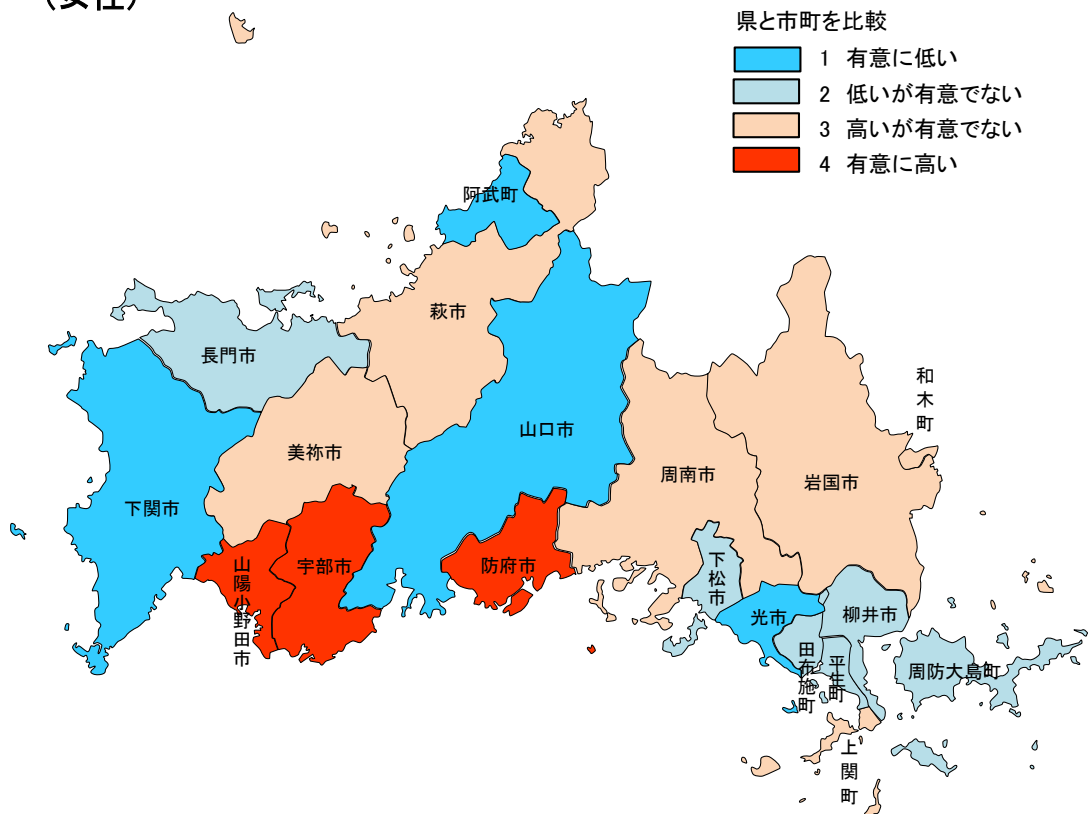 （女性）
県と市町を比較
1 有意に低い
2 低いが有意でない
3 高いが有意でない
4 有意に高い
阿武町
萩市
長門市
和木町
山口市
美祢市
周南市
岩国市
下関市
山陽小野田市
宇部市
防府市
下松市
光市
柳井市
田布施町
平生町
周防大島町
上関町